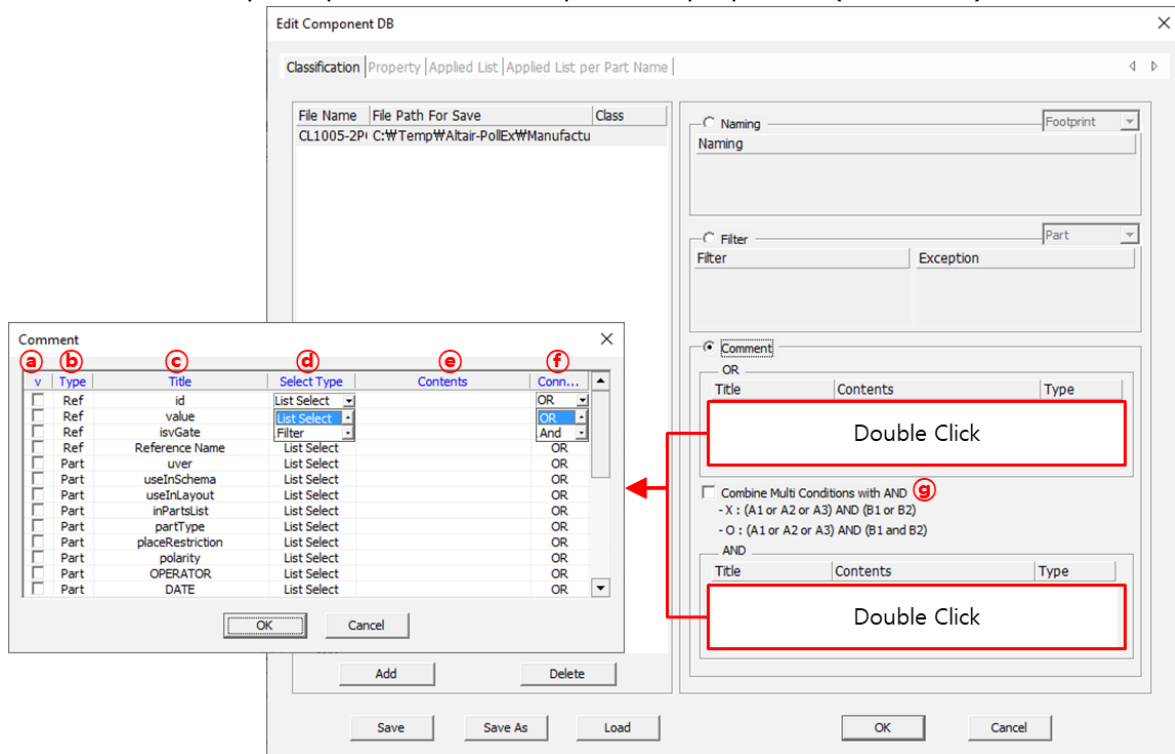 Edit Component DB
Classification Property Applied List Applied List per Part Name
File Name File Path For Save Class
CL1005-2P C:₩Temp₩Altair-PollEx₩Manufactu
Naming Footprint
Naming
Filter Part
Filter Exception
Comment
OR
Title Contents Type
Double Click
Combine Multi Conditions with AND ⓖ
- X : (A1 or A2 or A3) AND (B1 or B2)
- O : (A1 or A2 or A3) AND (B1 and B2)
AND
Title Contents Type
Double Click
Comment
ⓐ ⓑ ⓒ ⓓ ⓔ ⓕ
v Type Title Select Type Contents Conn...
Ref id List Select OR
Ref value List Select OR
Ref isvGate Filter And
Ref Reference Name List Select OR
Part uver List Select OR
Part useInSchema List Select OR
Part useInLayout List Select OR
Part inPartsList List Select OR
Part partType List Select OR
Part placeRestriction List Select OR
Part polarity List Select OR
Part OPERATOR List Select OR
Part DATE List Select OR
OK Cancel
Add Delete
Save Save As Load OK Cancel